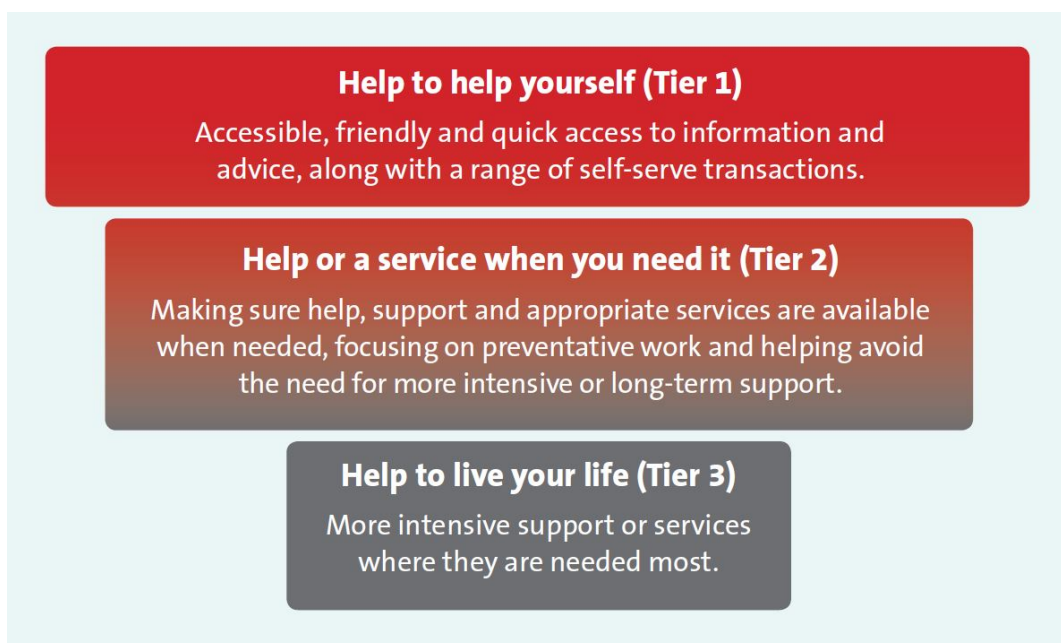 Help to help yourself (Tier 1)
Accessible, friendly and quick access to information and
advice, along with a range of self-serve transactions.
Help or a service when you need it (Tier 2)
Making sure help, support and appropriate services are available
when needed, focusing on preventative work and helping avoid
the need for more intensive or long-term support.
Help to live your life (Tier 3)
More intensive support or services
where they are needed most.